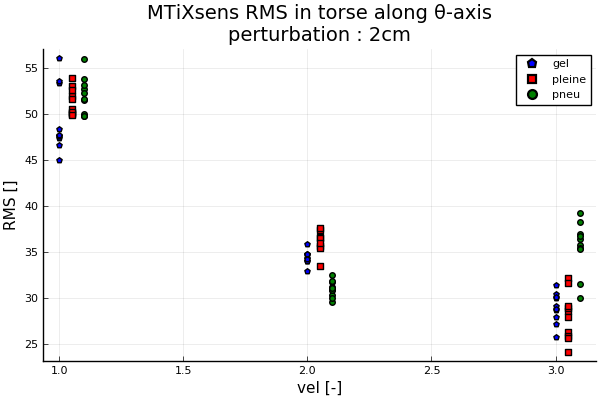 MTiXsens RMS in torse along θ-axis
perturbation : 2cm
gel
pleine
pneu
RMS []
55
50
45
40
35
30
25
1.0 1.5 2.0 2.5 3.0
vel [-]